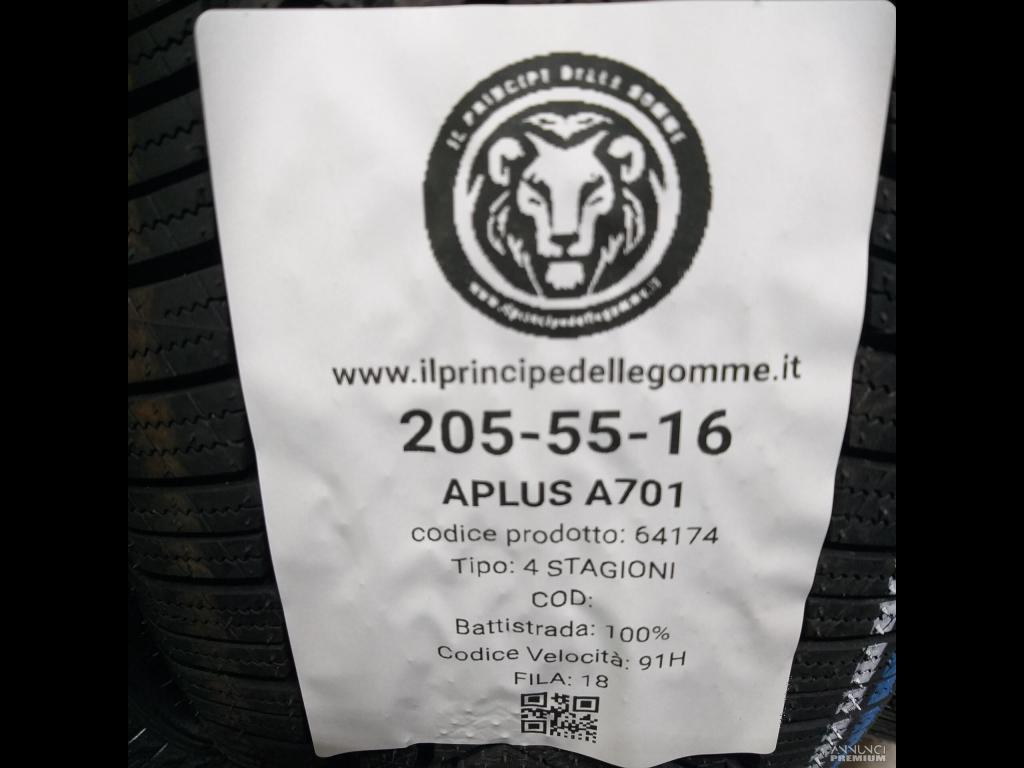 IL PRINCIPE DELLE GOMME
www.ilprincipedellegomme.it
www.ilprincipedellegomme.it
205-55-16
APLUS A701
codice prodotto: 64174
Tipo: 4 STAGIONI
COD:
Battistrada: 100%
Codice Velocità: 91H
FILA: 18
ANNUNCI
PREMIUM